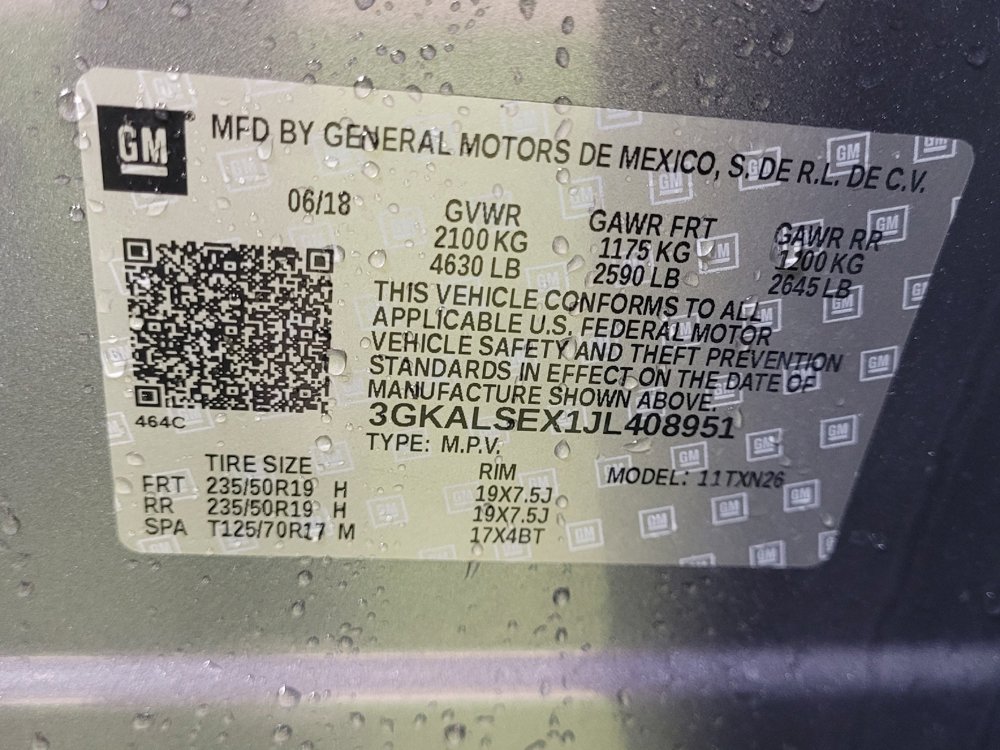 GM
MFD BY GENERAL MOTORS DE MEXICO, S. DE R.L. DE C.V.
06/18
GVWR GAWR FRT GAWR RR
2100 KG 1175 KG 1200 KG
4630 LB 2590 LB 2645 LB
THIS VEHICLE CONFORMS TO ALL
APPLICABLE U.S. FEDERAL MOTOR
VEHICLE SAFETY AND THEFT PREVENTION
STANDARDS IN EFFECT ON THE DATE OF
MANUFACTURE SHOWN ABOVE.
464C
3GKALSEX1JL408951
TYPE: M.P.V.
TIRE SIZE RIM MODEL: 11TXN26
FRT 235/50R19 H 19X7.5J
RR 235/50R19 H 19X7.5J
SPA T125/70R17 M 17X4BT